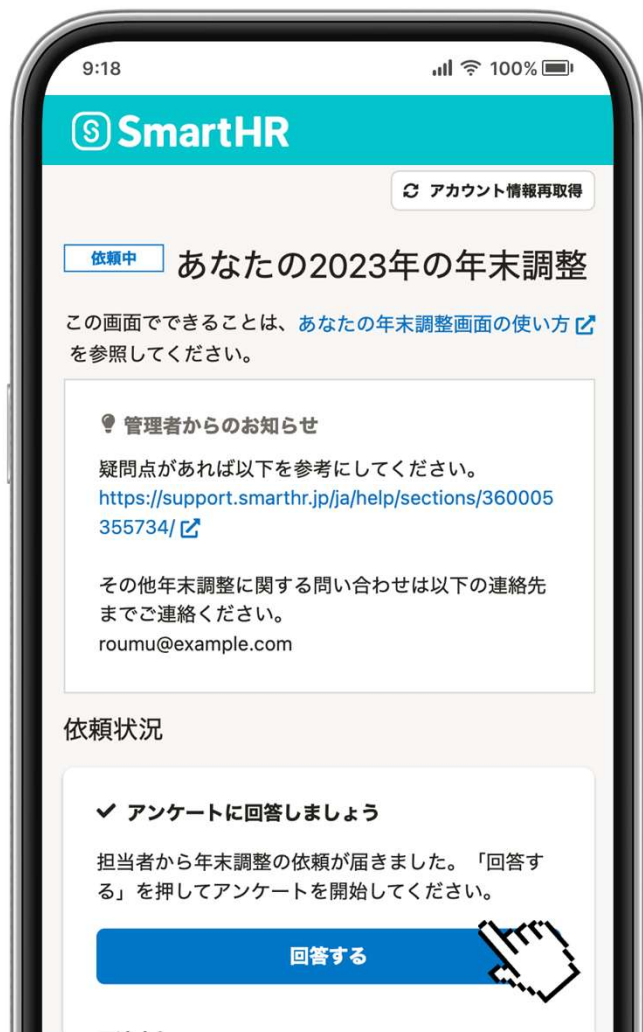 9:18
100%
SmartHR
アカウント情報再取得
依頼中 あなたの2023年の年末調整
この画面でできることは、あなたの年末調整画面の使い方
を参照してください。
管理者からのお知らせ
疑問点があれば以下を参考にしてください。
https://support.smarthr.jp/ja/help/sections/360005
355734/
その他年末調整に関する問い合わせは以下の連絡先
までご連絡ください。
roumu@example.com
依頼状況
アンケートに回答しましょう
担当者から年末調整の依頼が届きました。「回答す
る」を押してアンケートを開始してください。
回答する